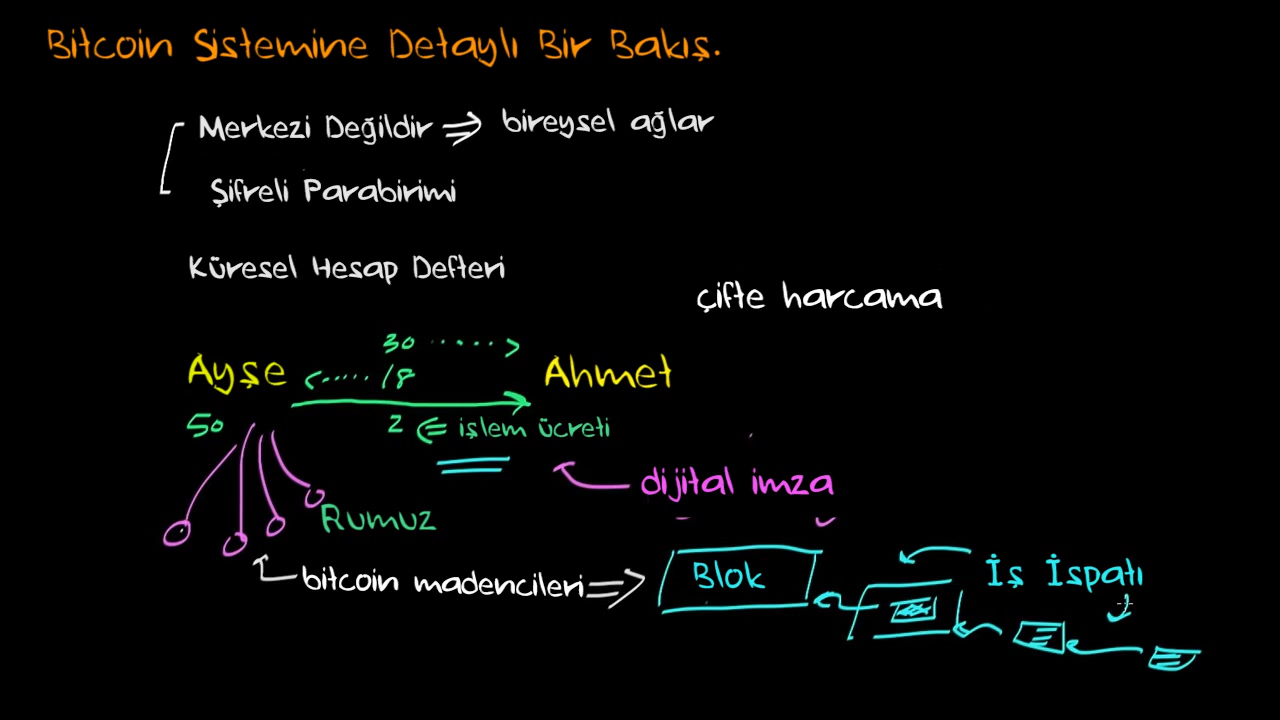 Bitcoin Sistemine Detaylı Bir Bakış.
Merkezi Değildir ⇒ bireysel ağlar
Şifreli Parabirimi
Küresel Hesap Defteri
çifte harcama
30
Ayşe 18 Ahmet
50 2 ⇐ işlem ücreti
dijital imza
Rumuz
bitcoin madencileri ⇒ Blok
İş İspatı